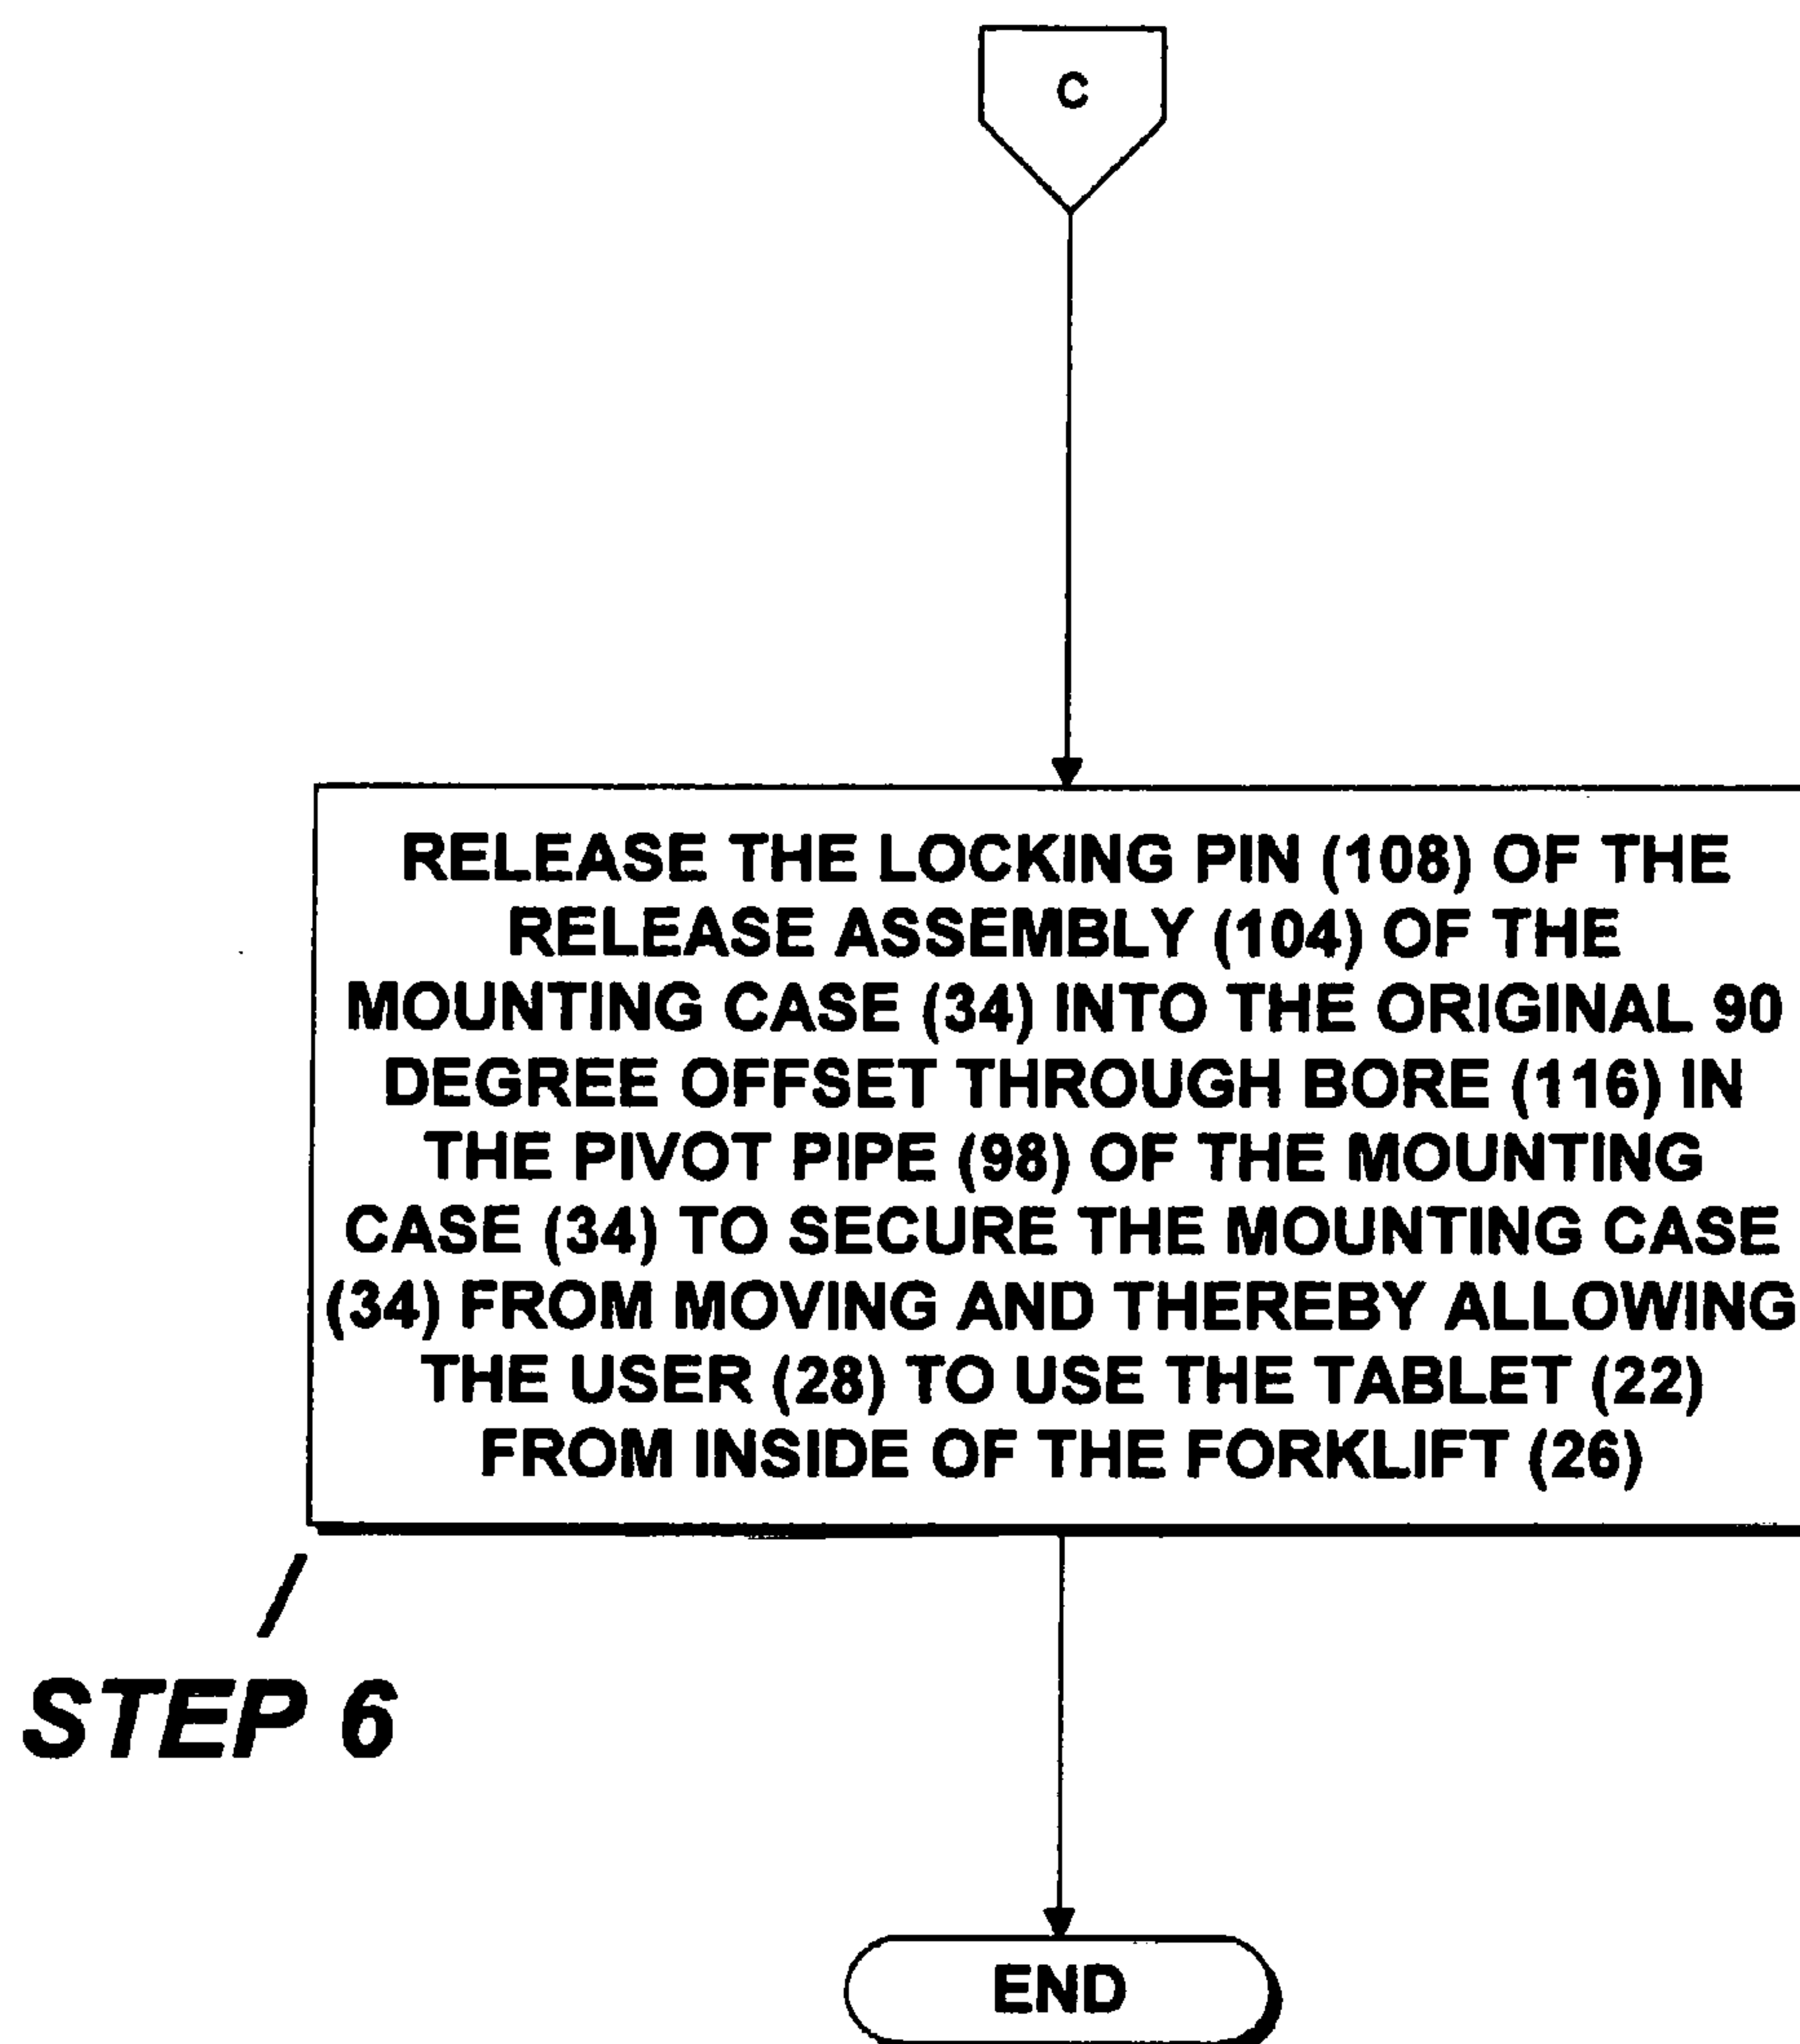 C
RELEASE THE LOCKING PIN (108) OF THE
RELEASE ASSEMBLY (104) OF THE
MOUNTING CASE (34) INTO THE ORIGINAL 90
DEGREE OFFSET THROUGH BORE (116) IN
THE PIVOT PIPE (98) OF THE MOUNTING
CASE (34) TO SECURE THE MOUNTING CASE
(34) FROM MOVING AND THEREBY ALLOWING
THE USER (28) TO USE THE TABLET (22)
FROM INSIDE OF THE FORKLIFT (26)
STEP 6
END